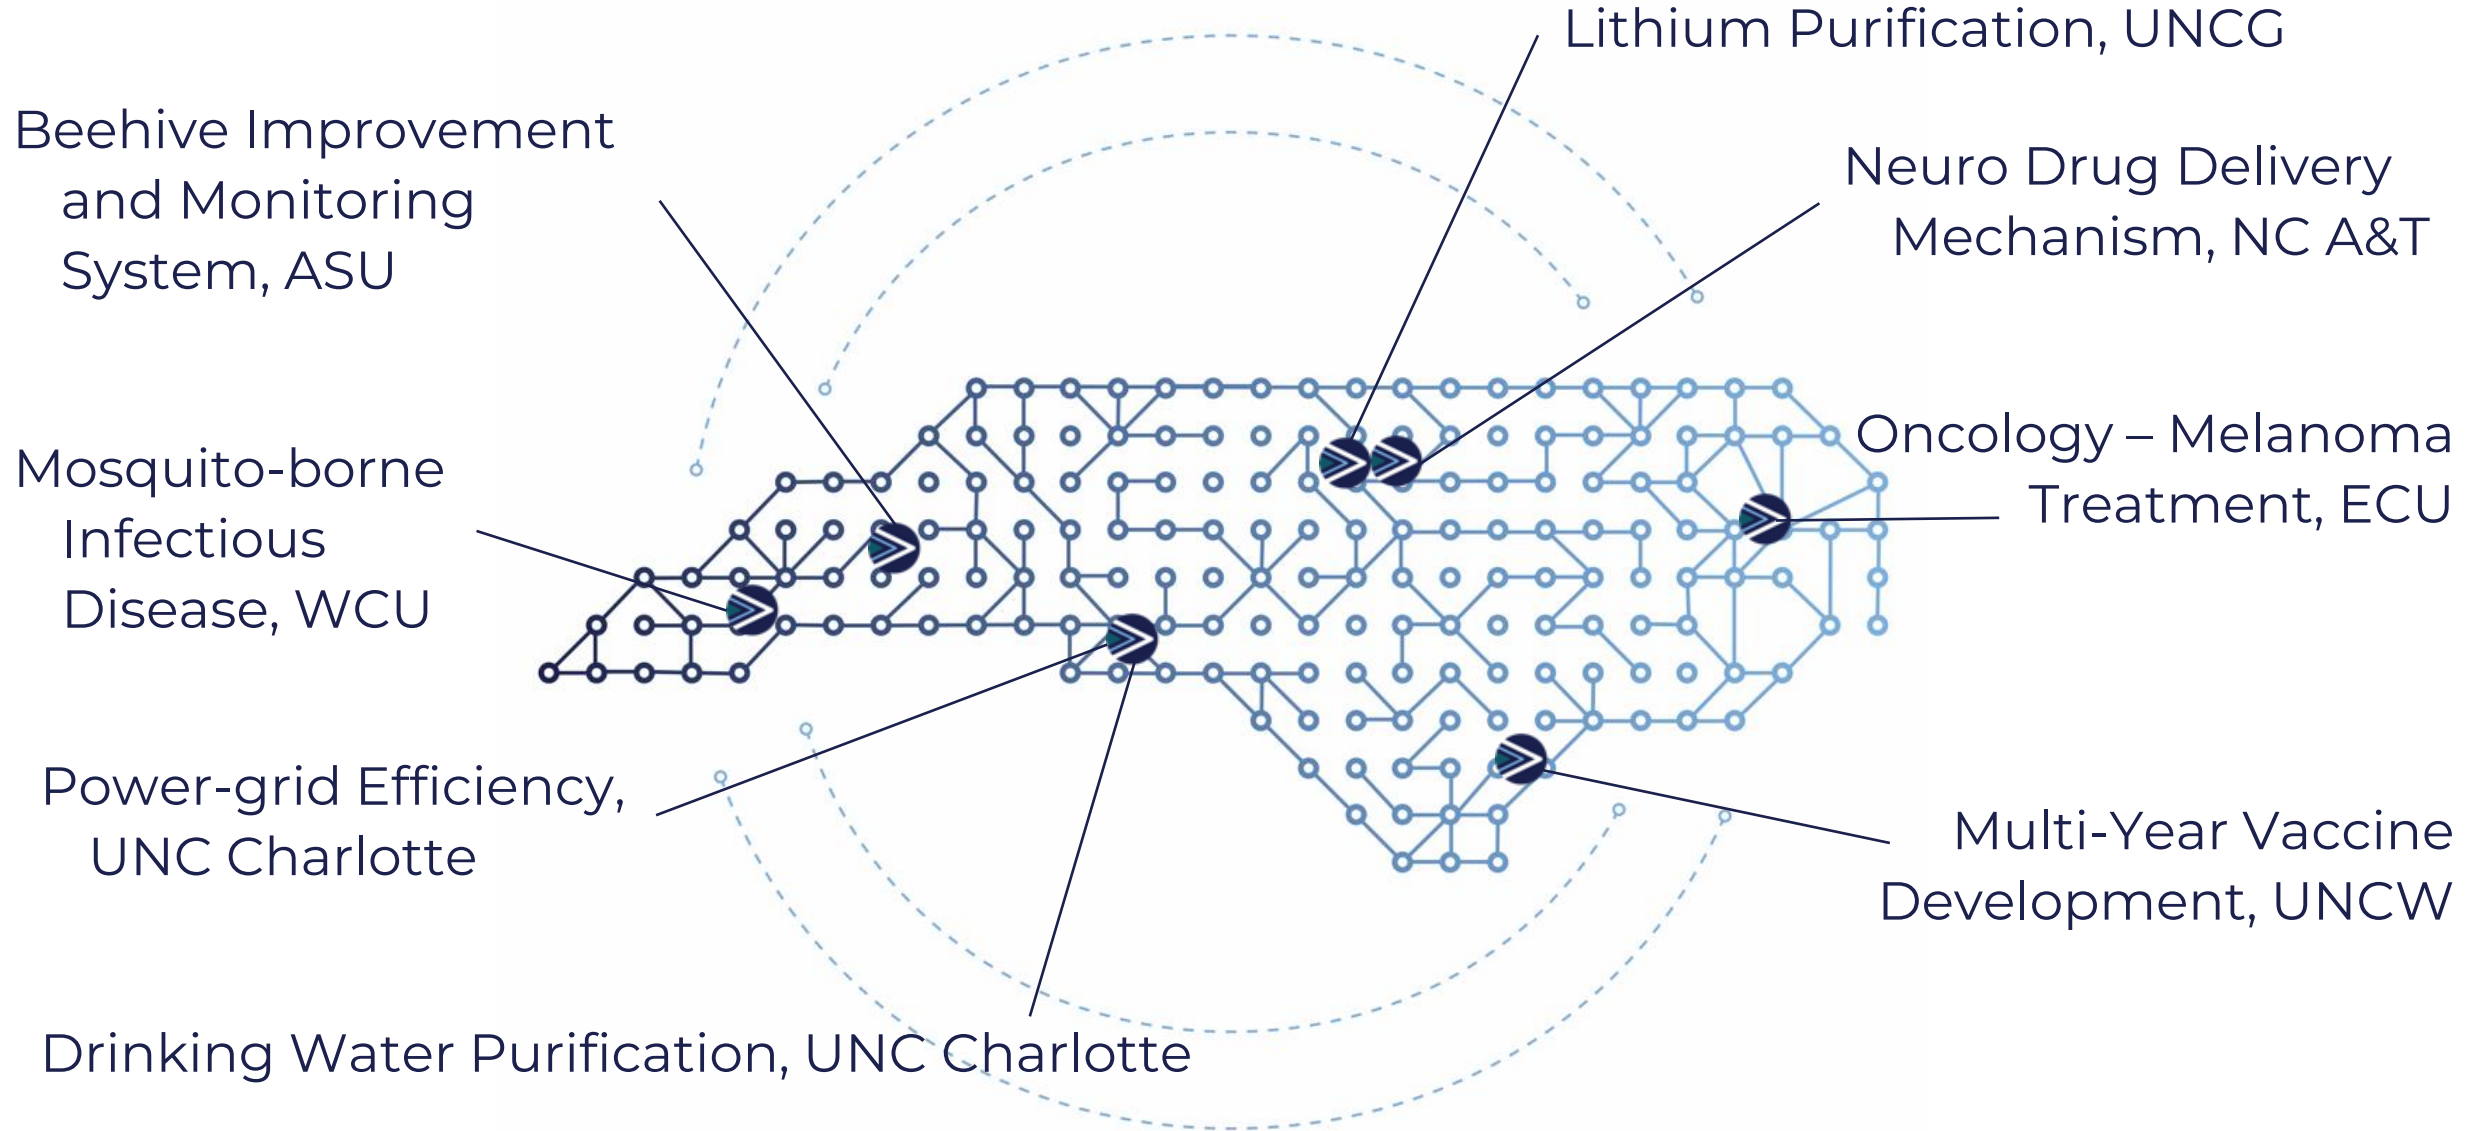 Lithium Purification, UNCG
Beehive Improvement
and Monitoring
System, ASU
Neuro Drug Delivery
Mechanism, NC A&T
Mosquito-borne
Infectious
Disease, WCU
Oncology – Melanoma
Treatment, ECU
Power-grid Efficiency,
UNC Charlotte
Multi-Year Vaccine
Development, UNCW
Drinking Water Purification, UNC Charlotte